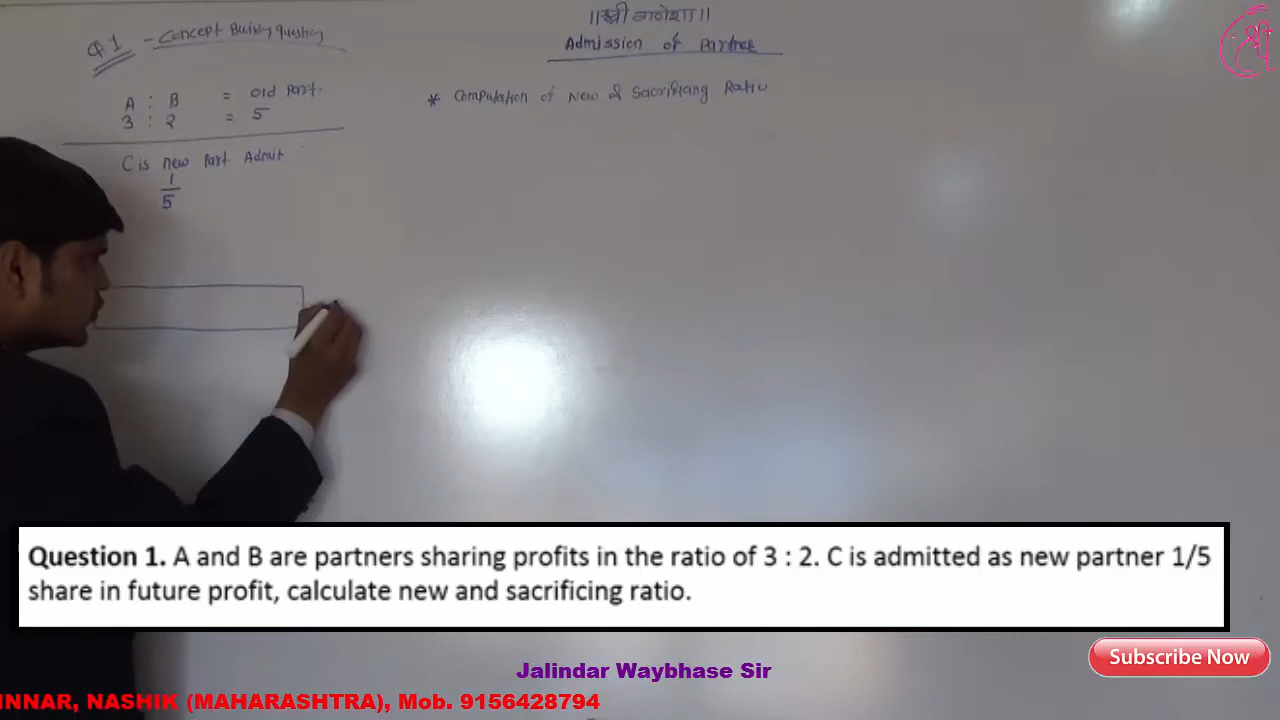 ॥श्री गणेशा॥
Admission of Partner
श्री
Q.1 - Concept Building question
A : B = old Part.
3 : 2 = 5
* Computation of New & Sacrificing Ratio
C is new Part Admit
1
5
Question 1. A and B are partners sharing profits in the ratio of 3 : 2. C is admitted as new partner 1/5
share in future profit, calculate new and sacrificing ratio.
Subscribe Now
Jalindar Waybhase Sir
INNAR, NASHIK (MAHARASHTRA), Mob. 9156428794